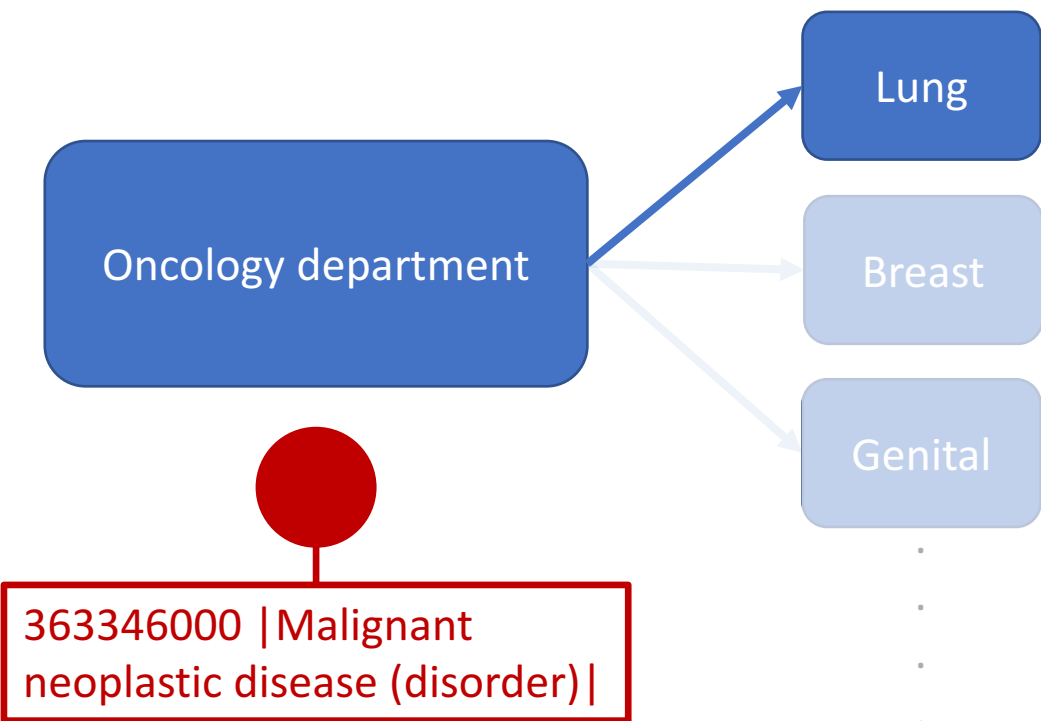 Lung
Oncology department
Breast
Genital
363346000 |Malignant
neoplastic disease (disorder)|